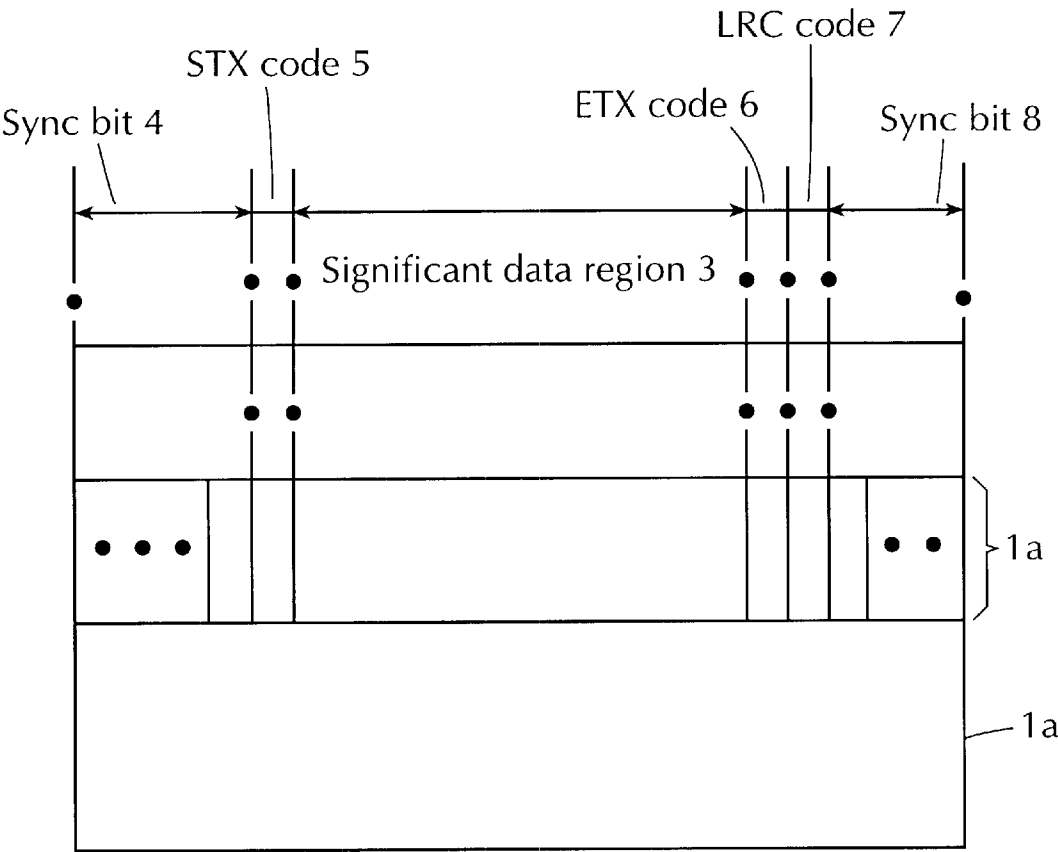 LRC code 7
STX code 5
ETX code 6
Sync bit 4
Sync bit 8
Significant data region 3
1a
1a